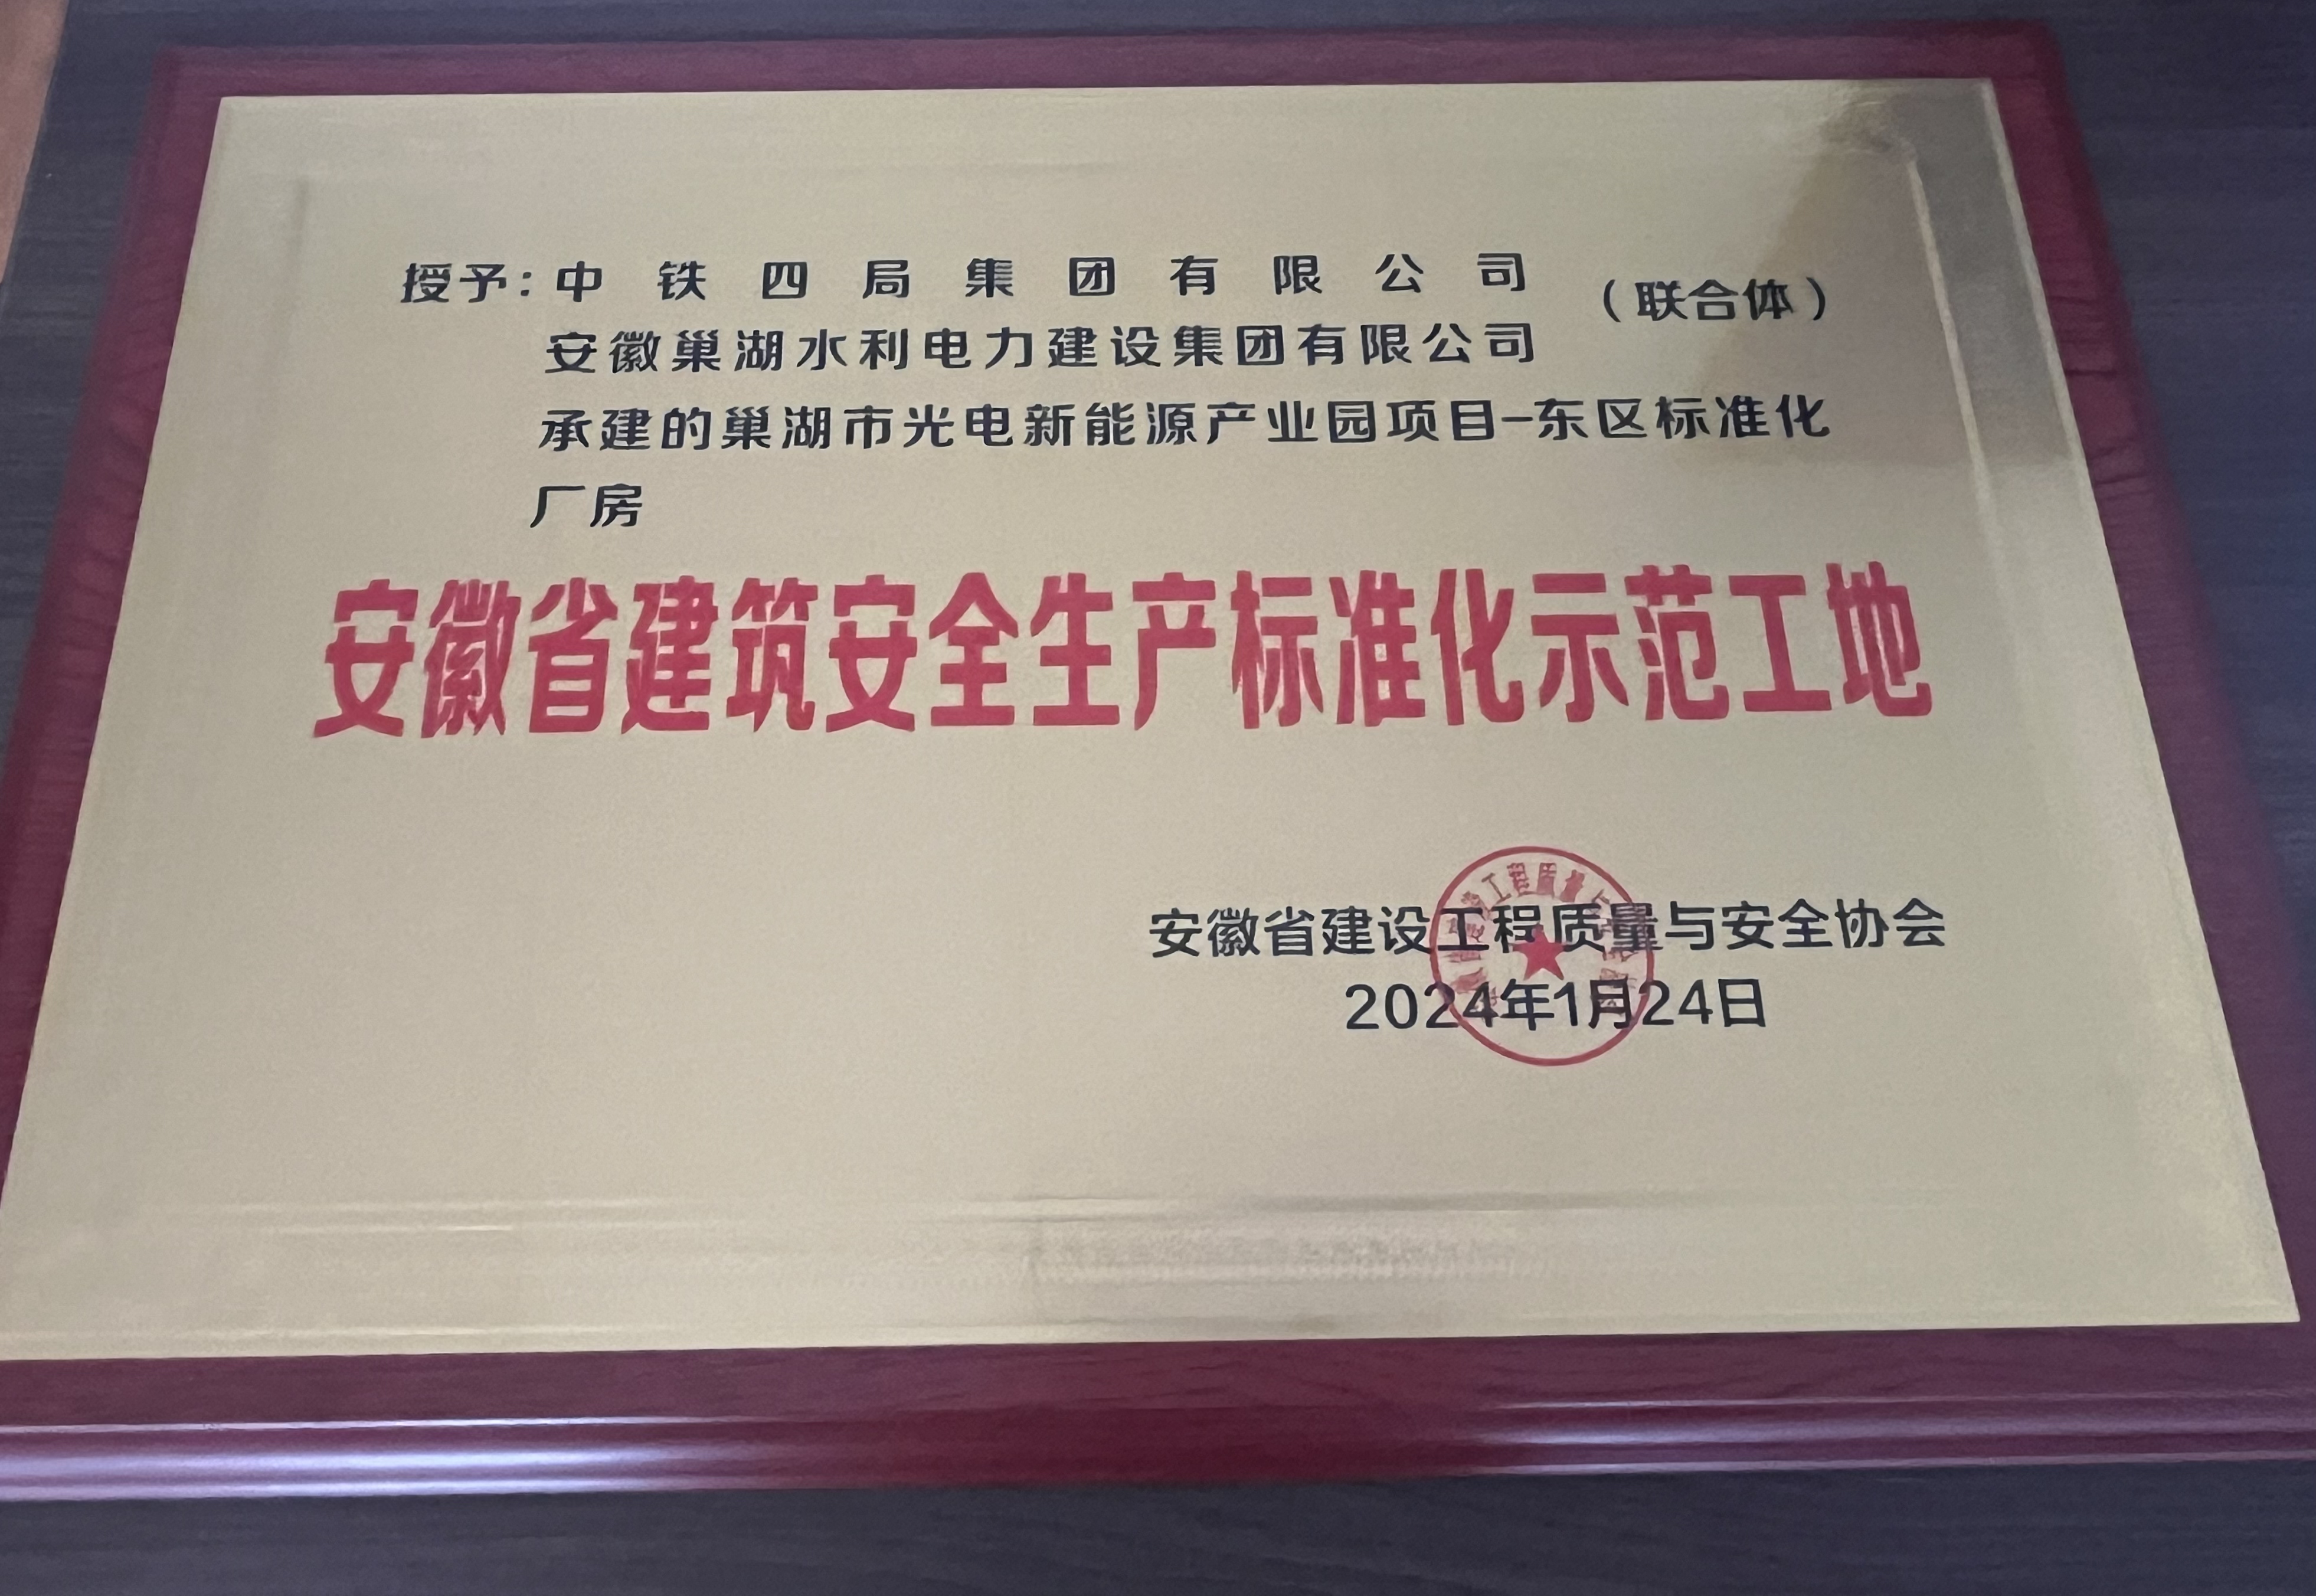 授予：中铁四局集团有限公司
（联合体）
安徽巢湖水利电力建设集团有限公司
承建的巢湖市光电新能源产业园项目-东区标准化
厂房
安徽省建筑安全生产标准化示范工地
安徽省建设工程质量与安全协会
2024年1月24日
工程质量